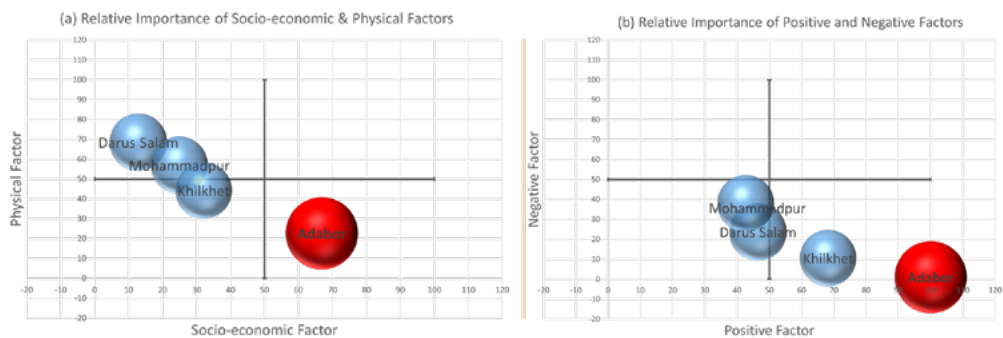 (a) Relative Importance of Socio-economic & Physical Factors
120
110
100
90
80
70
60
50
40
30
20
10
0
-10
-20
-20 -10 0 10 20 30 40 50 60 70 80 90 100 110 120
Physical Factor
Socio-economic Factor
Darus Salam
Mohammadpur
Khilkhet
Adabor
(b) Relative Importance of Positive and Negative Factors
120
110
100
90
80
70
60
50
40
30
20
10
0
-10
-20
-20 -10 0 10 20 30 40 50 60 70 80 90 100 110 120
Negative Factor
Positive Factor
Mohammadpur
Darus Salam
Khilkhet
Adabor